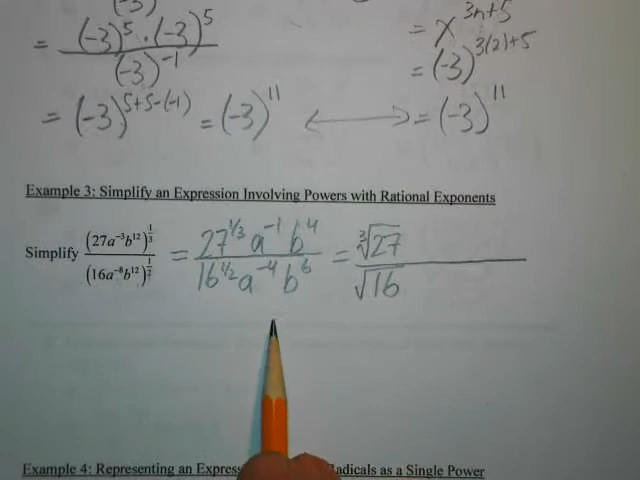 (-3)
= (-3)^5 · (-3)^5 / (-3)^-1
= x^3n+5
= (-3)^3(2)+5
= (-3)^5+5-(-1) = (-3)^11 ⟷ = (-3)^11
Example 3: Simplify an Expression Involving Powers with Rational Exponents
Simplify (27a^-3b^12)^1/3 / (16a^-8b^12)^1/2 = 27^1/3 a^-1 b^4 / 16^1/2 a^-4 b^6 = ∛27 / √16
Example 4: Representing an Express Radicals as a Single Power